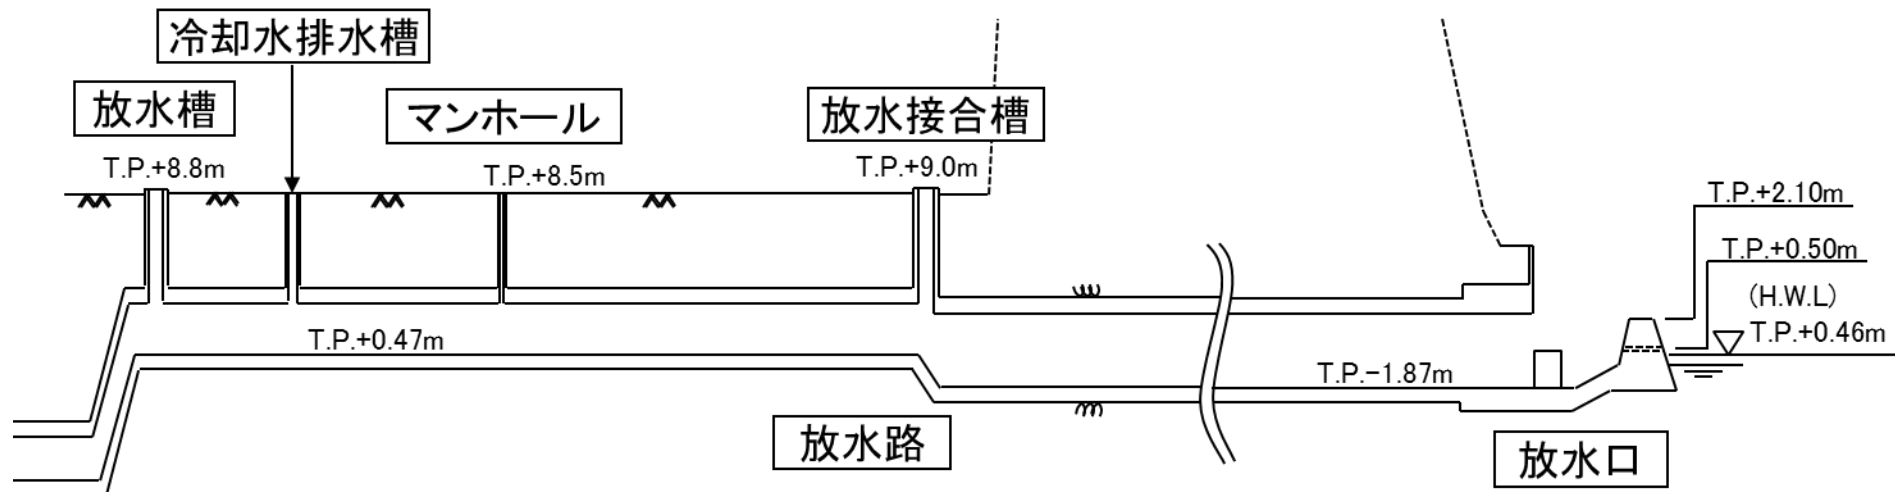 冷却水排水槽
放水槽
マンホール
放水接合槽
T.P.+8.8m
T.P.+8.5m
T.P.+9.0m
T.P.+2.10m
T.P.+0.50m
(H.W.L)
T.P.+0.46m
T.P.+0.47m
T.P.-1.87m
放水路
放水口